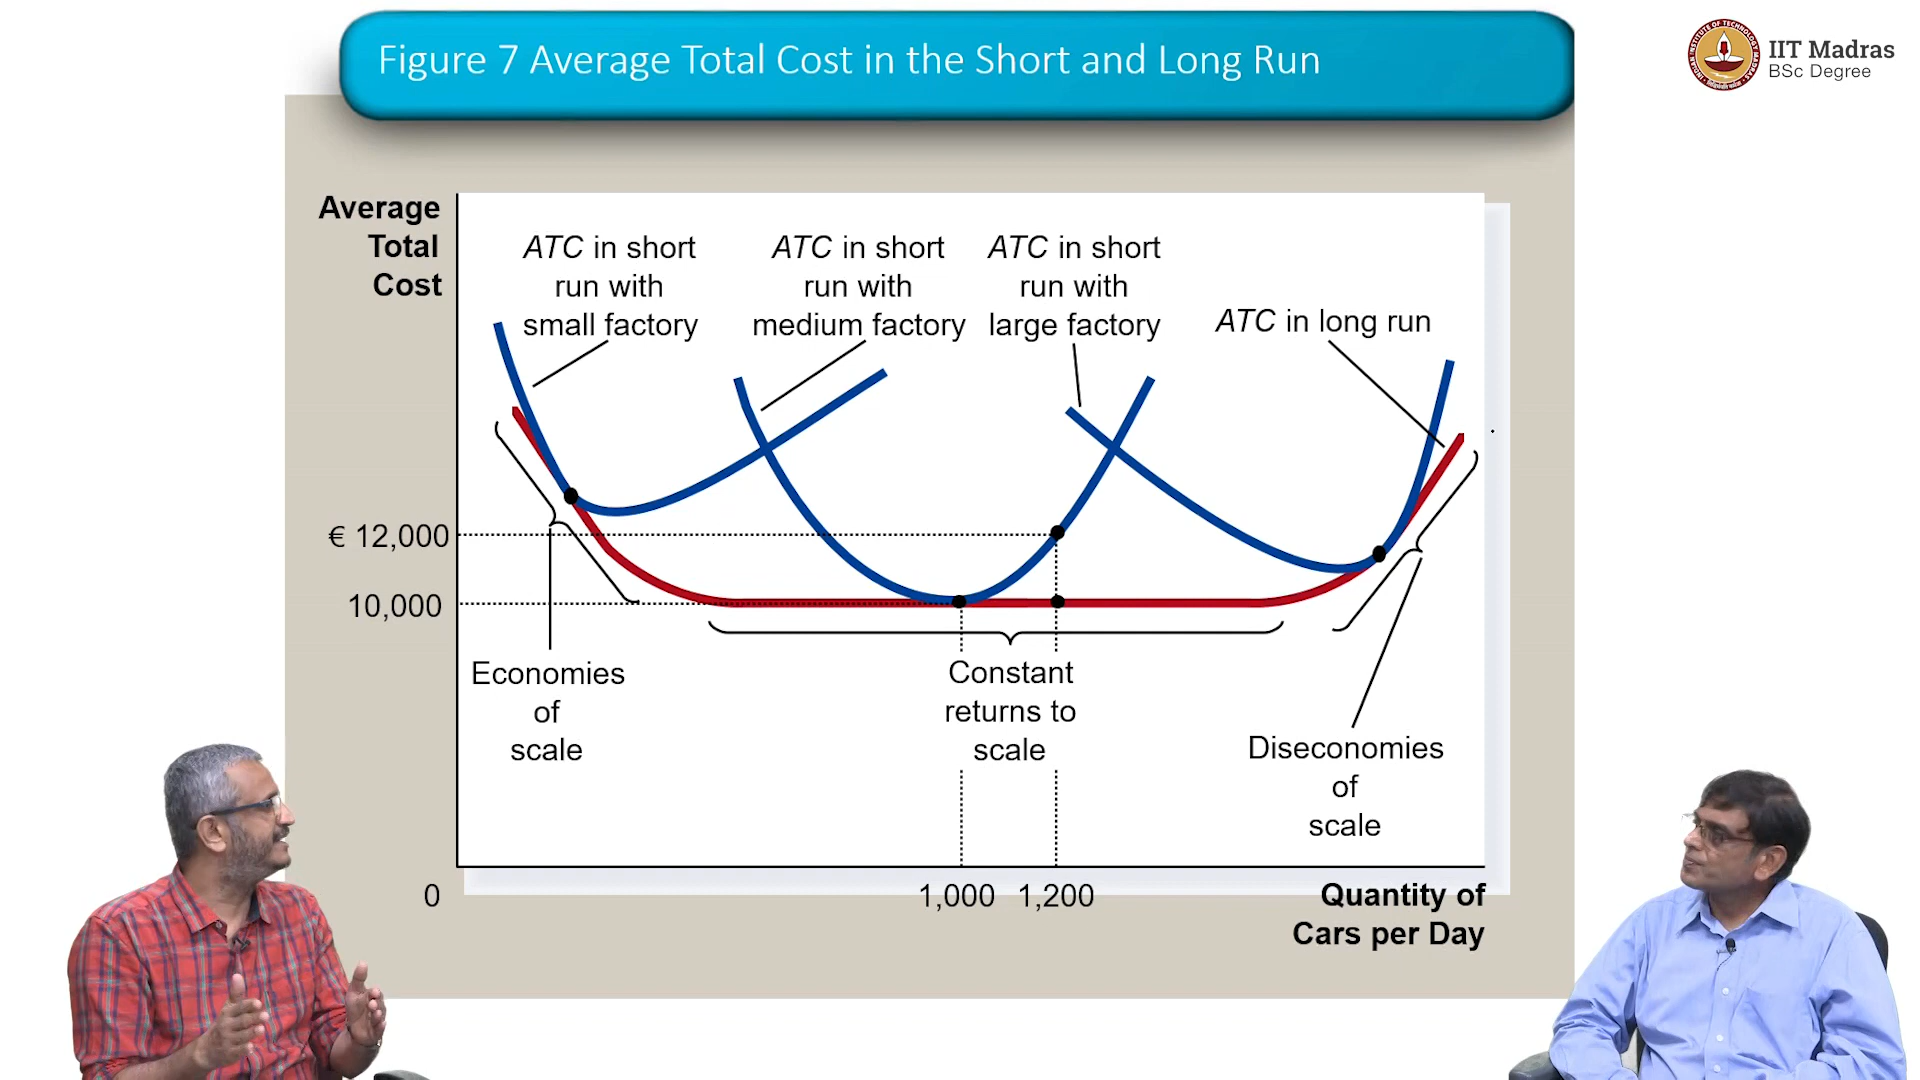 Figure 7 Average Total Cost in the Short and Long Run
IIT Madras
BSc Degree
Average
Total
Cost
ATC in short
run with
small factory
ATC in short
run with
medium factory
ATC in short
run with
large factory
ATC in long run
€ 12,000
10,000
Economies
of
scale
Constant
returns to
scale
Diseconomies
of
scale
0
1,000
1,200
Quantity of
Cars per Day